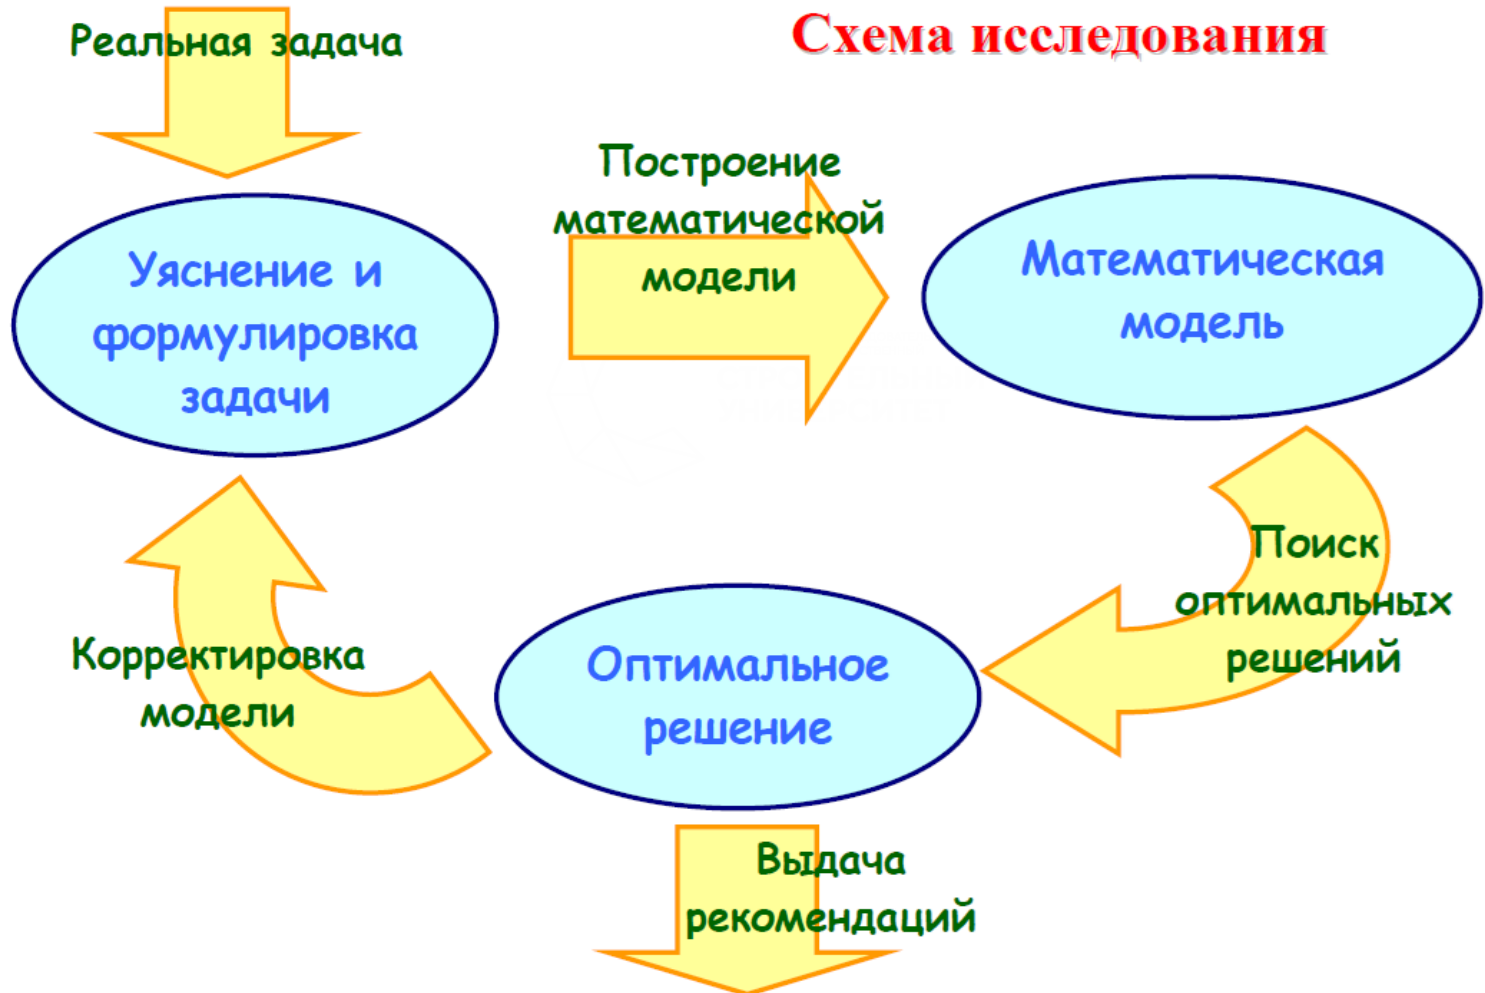 Схема исследования
Реальная задача
Уяснение и
формулировка
задачи
Построение
математической
модели
Математическая
модель
Поиск
оптимальных
решений
Оптимальное
решение
Корректировка
модели
Выдача
рекомендаций